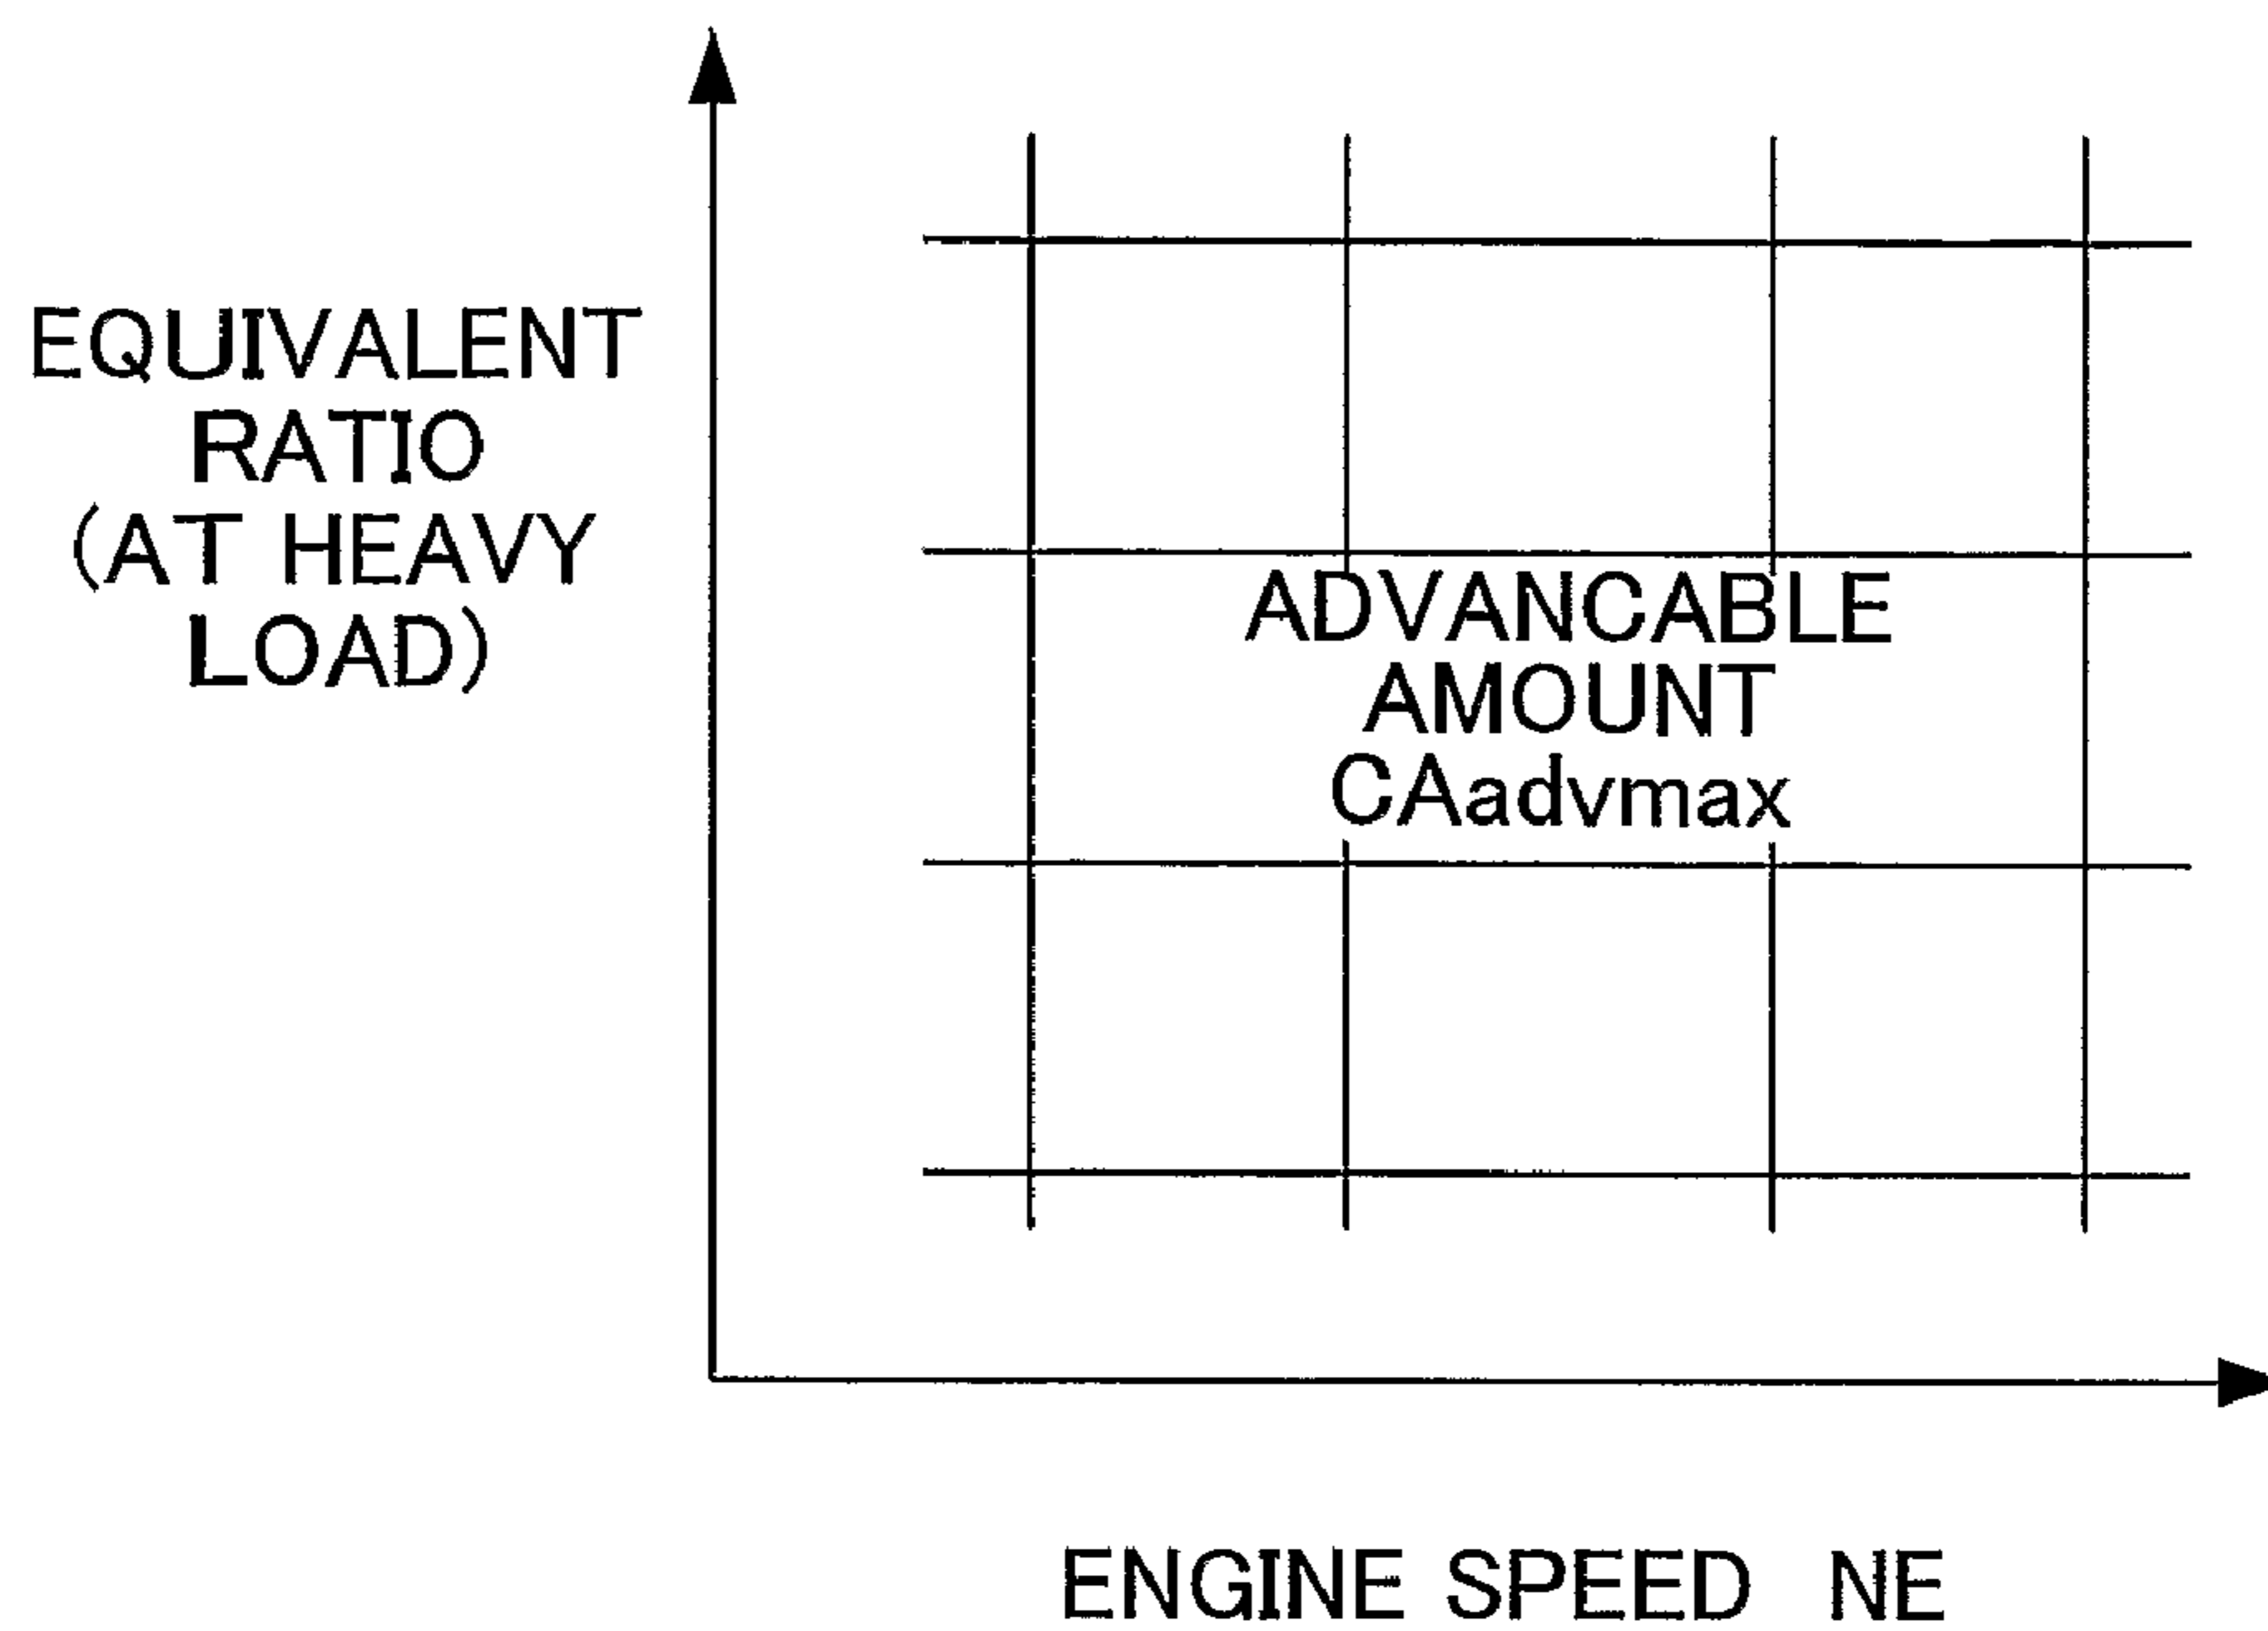 EQUIVALENT
RATIO
(AT HEAVY
LOAD)
ADVANCABLE
AMOUNT
CAadvmax
ENGINE SPEED NE